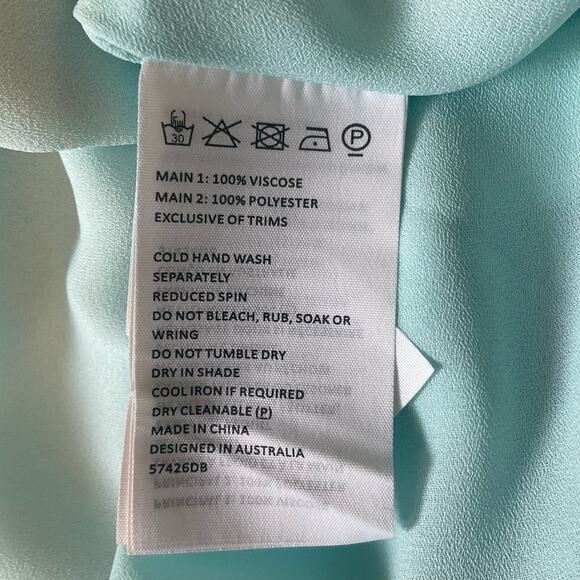 30
P
MAIN 1: 100% VISCOSE
MAIN 2: 100% POLYESTER
EXCLUSIVE OF TRIMS
COLD HAND WASH
SEPARATELY
REDUCED SPIN
DO NOT BLEACH, RUB, SOAK OR
WRING
DO NOT TUMBLE DRY
DRY IN SHADE
COOL IRON IF REQUIRED
DRY CLEANABLE (P)
MADE IN CHINA
DESIGNED IN AUSTRALIA
57426DB